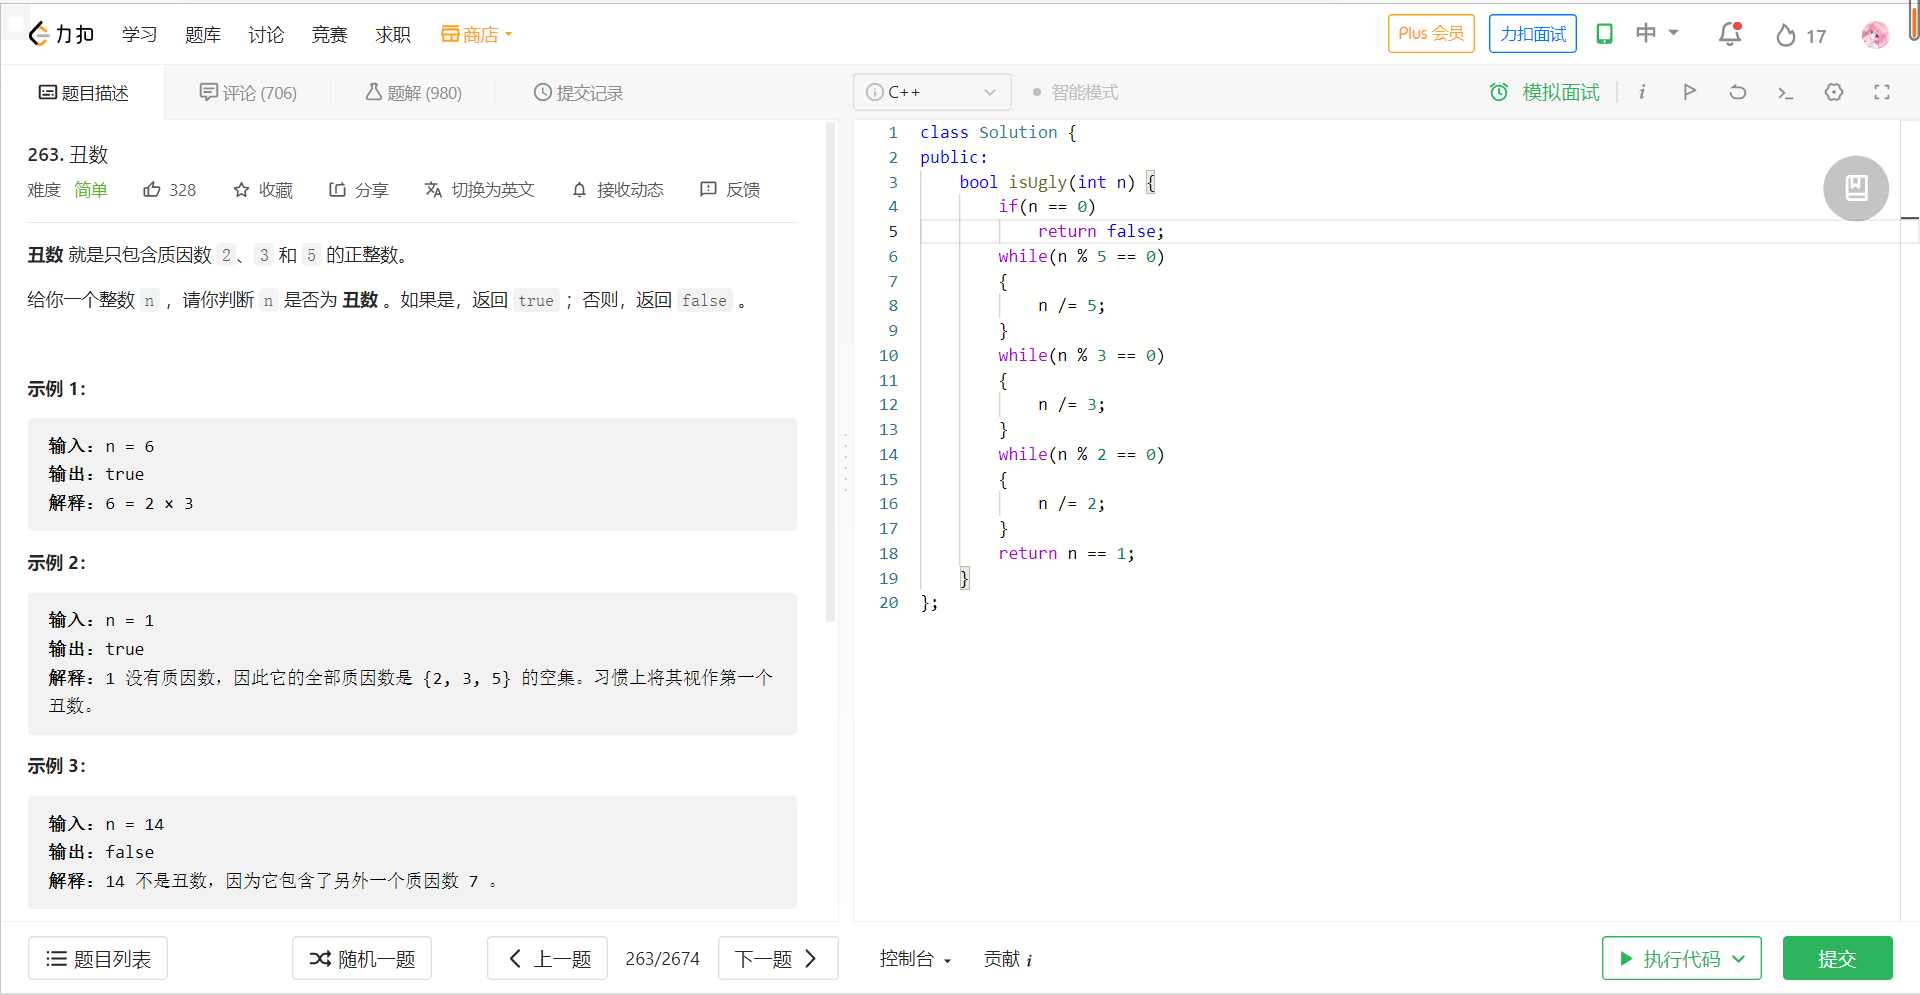 力扣 学习 题库 讨论 竞赛 求职 商店 Plus 会员 力扣面试 中 17
题目描述 评论 (706) 题解 (980) 提交记录
263. 丑数
难度 简单 328 收藏 分享 切换为英文 接收动态 反馈
丑数 就是只包含质因数 2、3 和 5 的正整数。
给你一个整数 n ，请你判断 n 是否为 丑数 。如果是，返回 true ；否则，返回 false 。
示例 1：
输入：n = 6
输出：true
解释：6 = 2 × 3
示例 2：
输入：n = 1
输出：true
解释：1 没有质因数，因此它的全部质因数是 {2, 3, 5} 的空集。习惯上将其视作第一个
丑数。
示例 3：
输入：n = 14
输出：false
解释：14 不是丑数，因为它包含了另外一个质因数 7 。
题目列表 随机一题 上一题 263/2674 下一题
C++ 智能模式 模拟面试 i
1 class Solution {
2 public:
3 bool isUgly(int n) {
4 if(n == 0)
5 return false;
6 while(n % 5 == 0)
7 {
8 n /= 5;
9 }
10 while(n % 3 == 0)
11 {
12 n /= 3;
13 }
14 while(n % 2 == 0)
15 {
16 n /= 2;
17 }
18 return n == 1;
19 }
20 };
控制台 贡献 i 执行代码 提交